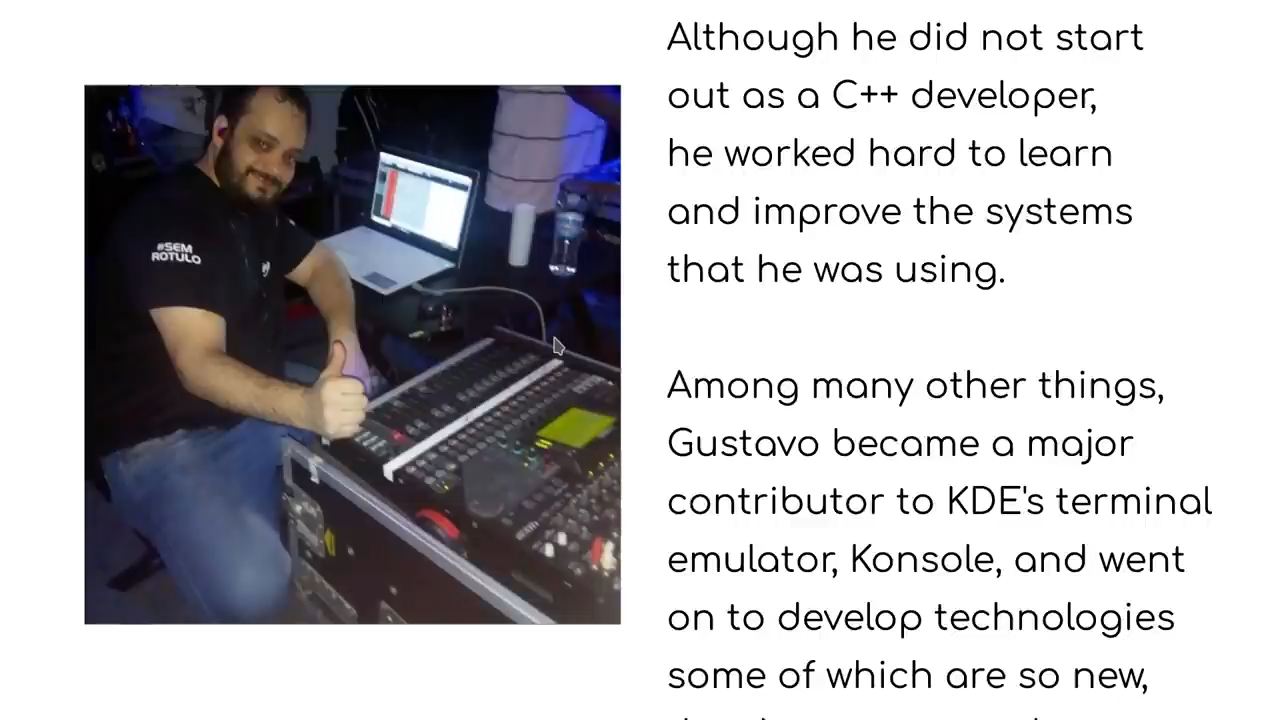 Although he did not start
out as a C++ developer,
he worked hard to learn
and improve the systems
that he was using.
Among many other things,
Gustavo became a major
contributor to KDE's terminal
emulator, Konsole, and went
on to develop technologies
some of which are so new,
#SEM
ROTULO